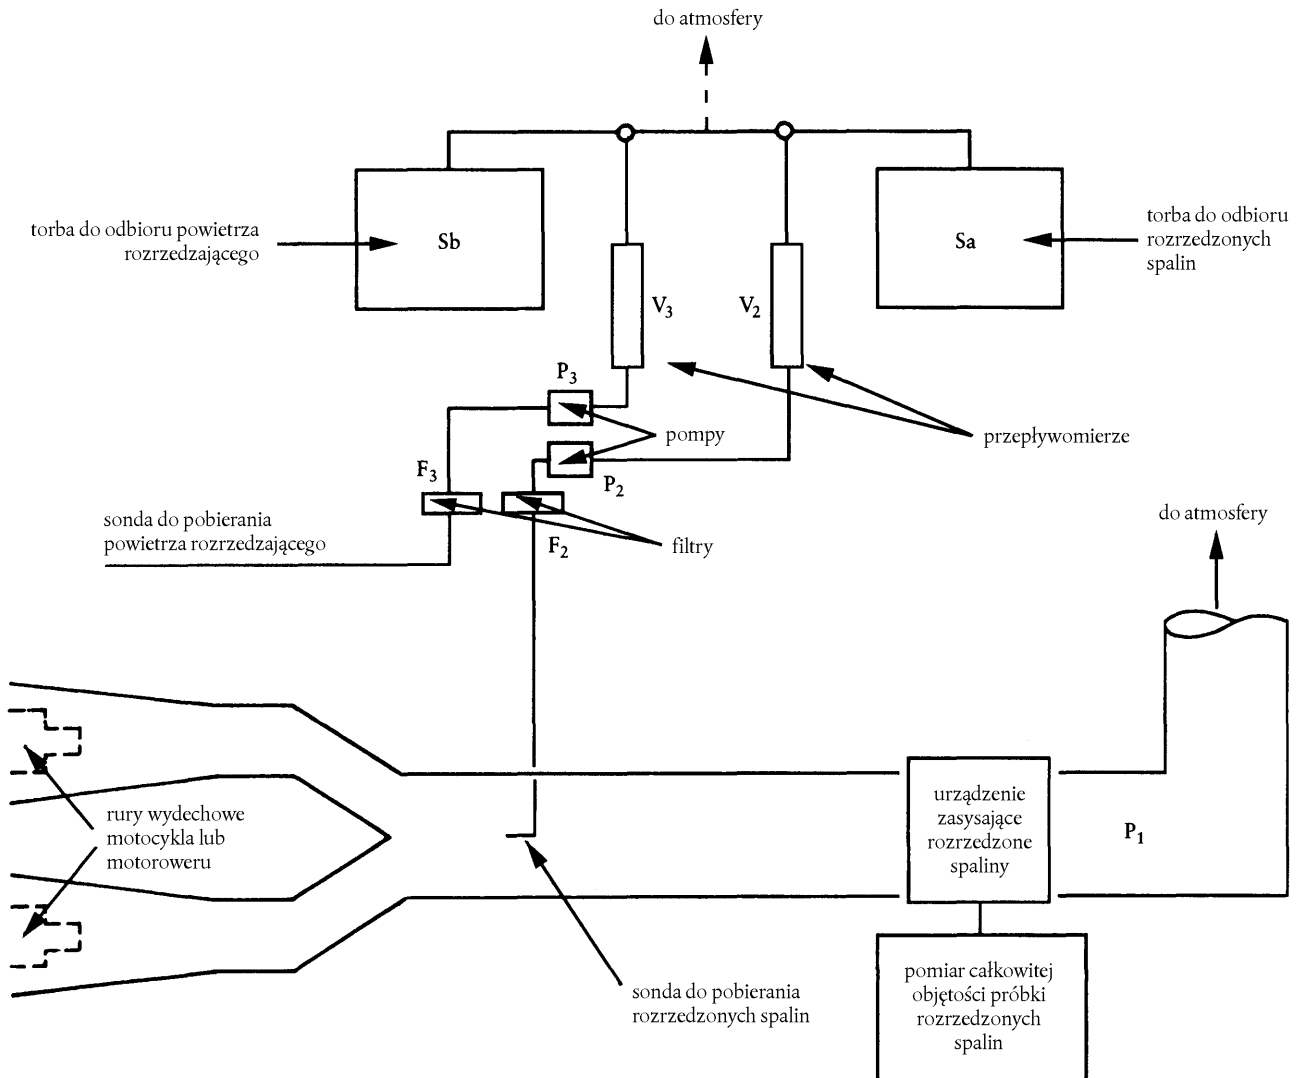 do atmosfery
torba do odbioru powietrza
rozrzedzającego
Sb
Sa
torba do odbioru
rozrzedzonych
spalin
V3
V2
P3
pompy
przepływomierze
F3
P2
sonda do pobierania
powietrza rozrzedzającego
F2
filtry
do atmosfery
rury wydechowe
motocykla lub
motoroweru
urządzenie
zasysające
rozrzedzone
spaliny
P1
sonda do pobierania
rozrzedzonych spalin
pomiar całkowitej
objętości próbki
rozrzedzonych
spalin